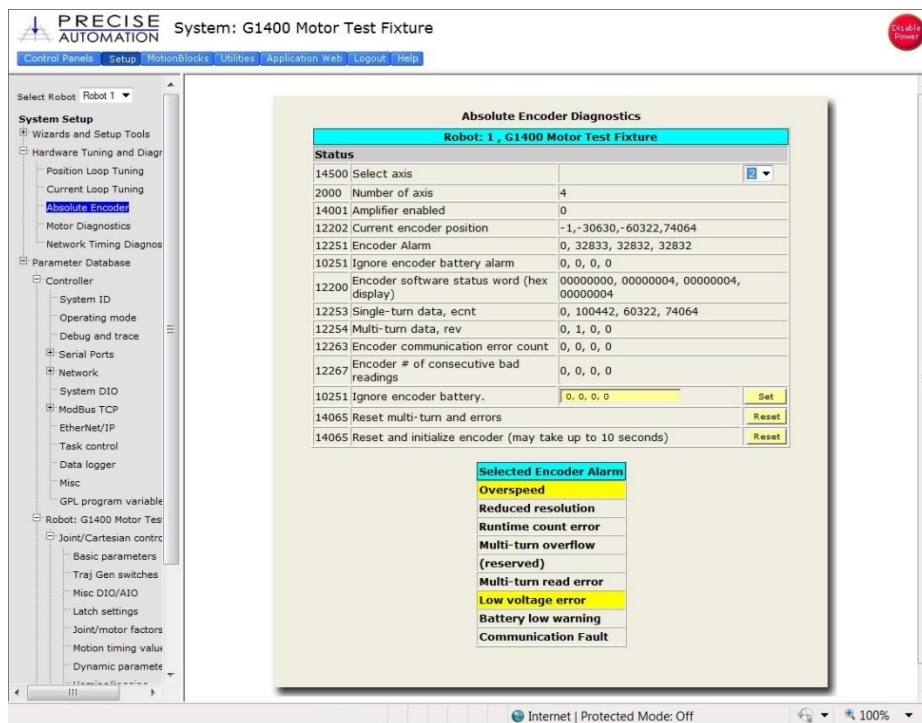 PRECISE AUTOMATION
System: G1400 Motor Test Fixture
Disable Power
Control Panels Setup MotionBlocks Utilities Application Web Logout Help
Select Robot Robot 1
System Setup
Wizards and Setup Tools
Hardware Tuning and Diagr
Position Loop Tuning
Current Loop Tuning
Absolute Encoder
Motor Diagnostics
Network Timing Diagnos
Parameter Database
Controller
System ID
Operating mode
Debug and trace
Serial Ports
Network
System DIO
ModBus TCP
EtherNet/IP
Task control
Data logger
Misc
GPL program variable
Robot: G1400 Motor Tes
Joint/Cartesian contro
Basic parameters
Traj Gen switches
Misc DIO/AIO
Latch settings
Joint/motor factors
Motion timing value
Dynamic paramete
Absolute Encoder Diagnostics
Robot: 1 , G1400 Motor Test Fixture
Status
14500 Select axis 2
2000 Number of axis 4
14001 Amplifier enabled 0
12202 Current encoder position -1,-30630,-60322,74064
12251 Encoder Alarm 0, 32833, 32832, 32832
10251 Ignore encoder battery alarm 0, 0, 0, 0
12200 Encoder software status word (hex display) 00000000, 00000004, 00000004, 00000004
12253 Single-turn data, ecnt 0, 100442, 60322, 74064
12254 Multi-turn data, rev 0, 1, 0, 0
12263 Encoder communication error count 0, 0, 0, 0
12267 Encoder # of consecutive bad readings 0, 0, 0, 0
10251 Ignore encoder battery. 0, 0, 0, 0 Set
14065 Reset multi-turn and errors Reset
14065 Reset and initialize encoder (may take up to 10 seconds) Reset
Selected Encoder Alarm
Overspeed
Reduced resolution
Runtime count error
Multi-turn overflow
(reserved)
Multi-turn read error
Low voltage error
Battery low warning
Communication Fault
Internet | Protected Mode: Off
100%